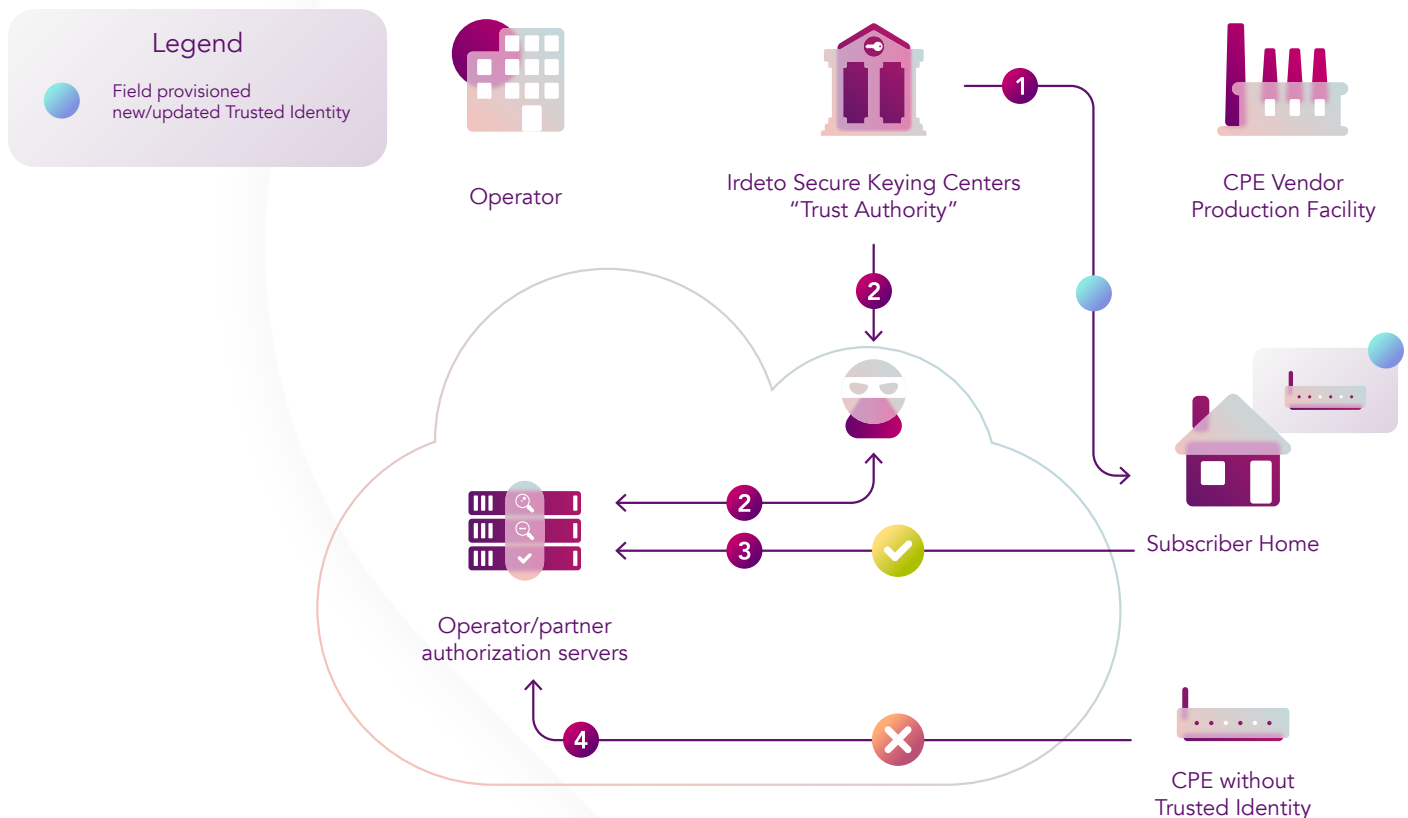 Legend
Field provisioned
new/updated Trusted Identity
Operator
Irdeto Secure Keying Centers
“Trust Authority”
CPE Vendor
Production Facility
1
2
2
3
Subscriber Home
Operator/partner
authorization servers
4
CPE without
Trusted Identity